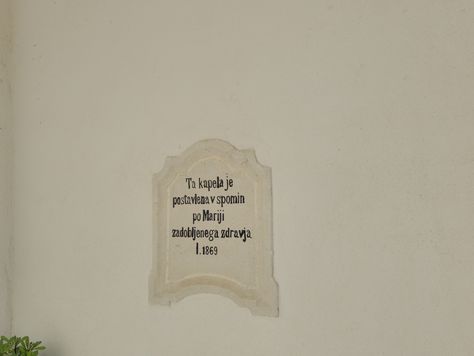 Ta kapela je
postavlena v spomin
po Mariji
zadobljenega zdravja
l. 1869